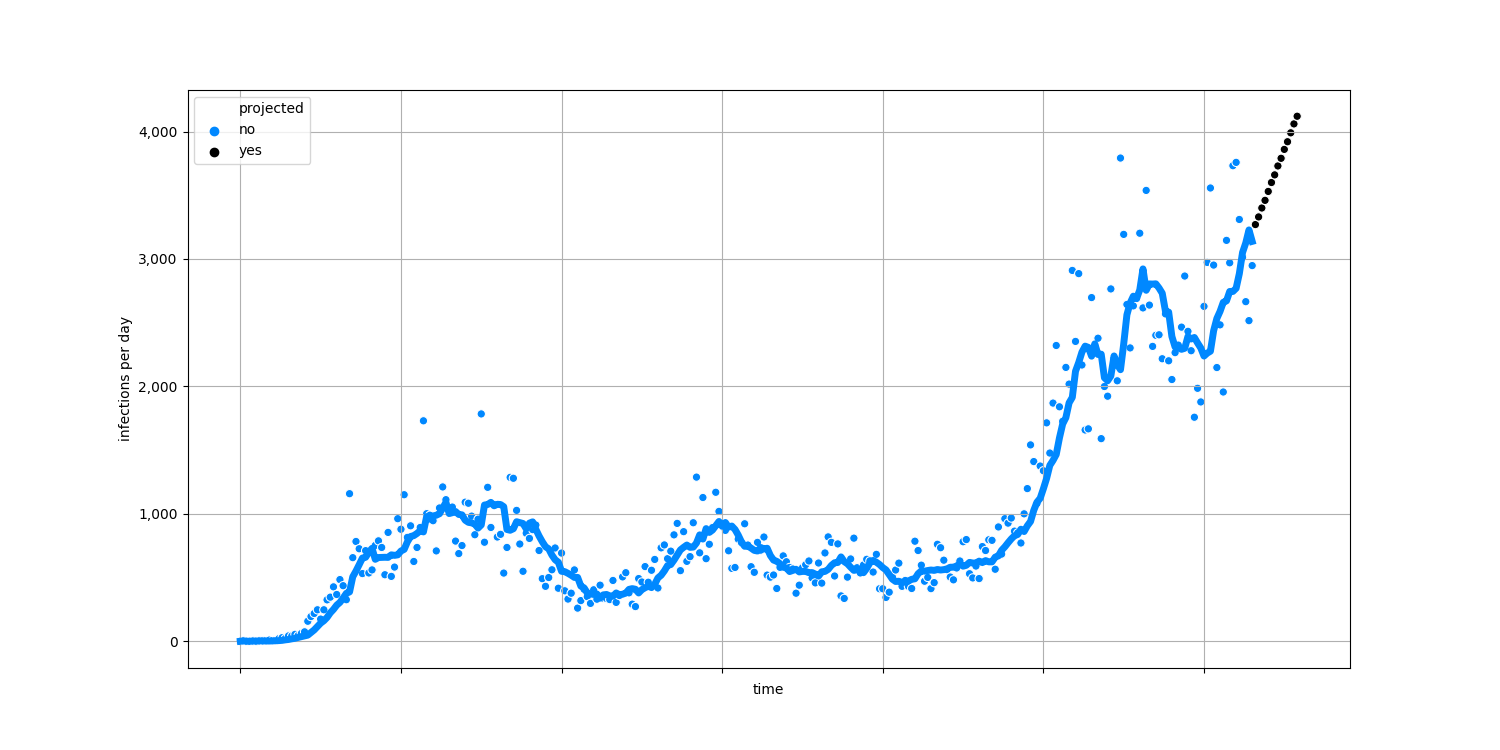 projected
no
yes
4,000
3,000
2,000
1,000
0
infections per day
time